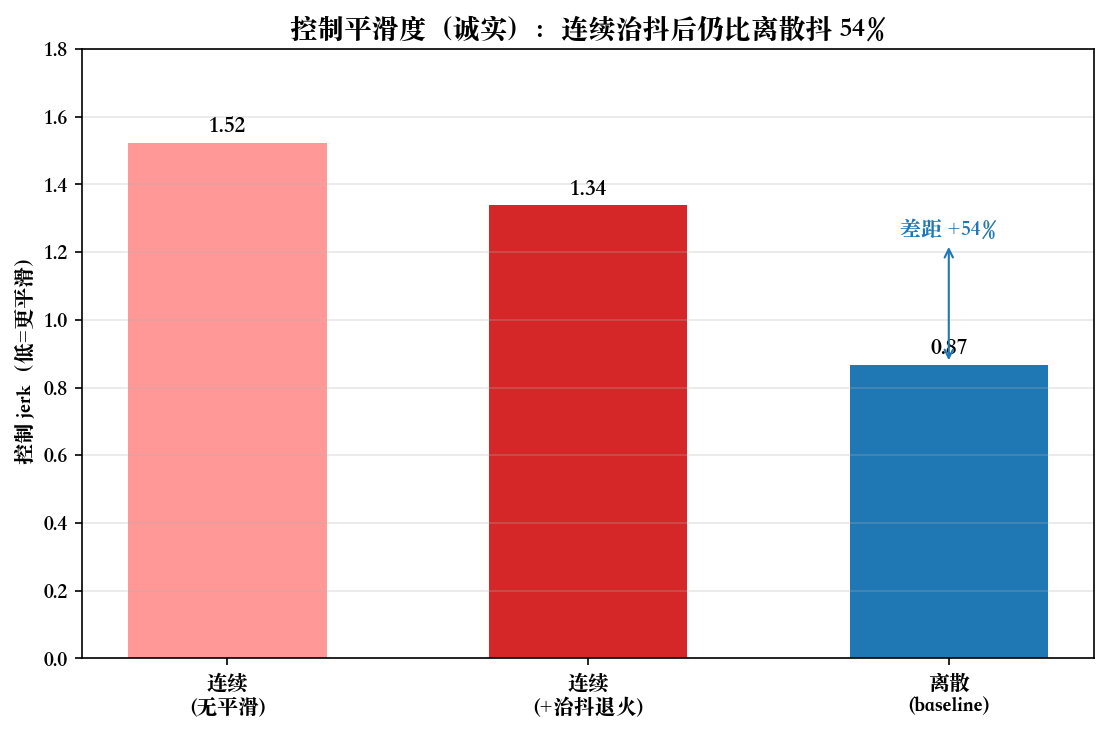 控制平滑度（诚实）：连续治抖后仍比离散抖 54%
控制 jerk（低=更平滑）
1.8
1.6
1.4
1.2
1.0
0.8
0.6
0.4
0.2
0.0
1.52
1.34
差距 +54%
0.87
连续
(无平滑)
连续
(+治抖退火)
离散
(baseline)